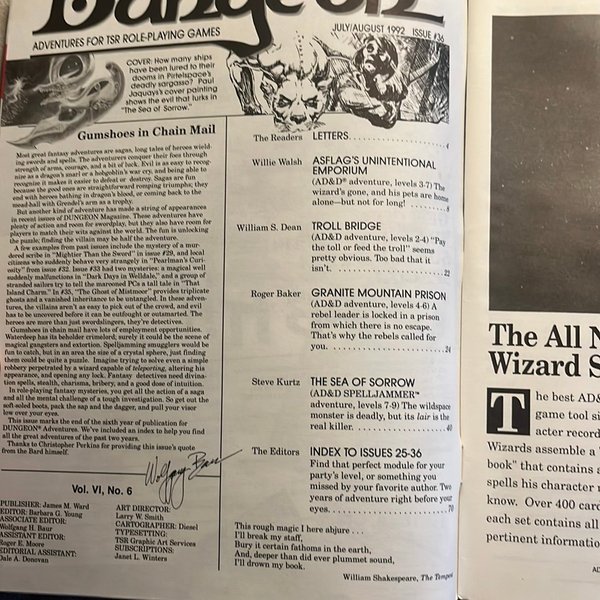 Dungeon
ADVENTURES FOR TSR ROLE-PLAYING GAMES
JULY/AUGUST 1992 ISSUE #36
COVER: How many ships
have been lured to their
dooms in Pirtelspace's
deadly sargasso? Paul
Jaquays's cover painting
shows the evil that lurks in
"The Sea of Sorrow."
Gumshoes in Chain Mail
Most great fantasy adventures are sagas, long tales of heroes wield-
ing swords and spells. The adventurers conquer their foes through
strength of arms, courage, and a bit of luck. Evil is as easy to recog-
nize as a dragon's snarl or a hobgoblin's war cry, and being able to
recognise it makes it easier to defeat or destroy. Sagas are fun
because the good ones are straightforward romping triumphs; they
end with heroes bathing in dragon's blood, or coming back to the
mead-hall with Grendel's arm as a trophy.
But another kind of adventure has made a string of appearances
in recent issues of DUNGEON Magazine. These adventures have
plenty of action and room for swordplay, but they also have room for
players to match their wits against the world. The fun is unlocking
the puzzle; finding the villain may be half the adventure.
A few examples from past issues include the mystery of a mur-
dered scribe in "Mightier Than the Sword" in issue #29, and local
citizens who suddenly behave very strangely in "Pearlman's Curi-
osity" from issue #32. Issue #33 had two mysteries: a magical well
suddenly malfunctions in "Dark Days in Welldale," and a group of
stranded sailors try to tell the marooned PCs a tall tale in "That
Island Charm." In #35, "The Ghost of Mistmoor" provides triplicate
ghosts and a vanished inheritance to be untangled. In these adven-
tures, the villains aren't as easy to pick out of the crowd, and evil
has to be uncovered before it can be outfought or outsmarted. The
heroes are more than just swordslingers, they're detectives.
Gumshoes in chain mail have lots of employment opportunities.
Waterdeep has its beholder crimelord; surely it could be the scene of
magical gangsters and extortion. Spelljamming smugglers would be
fun to catch, but in an area the size of a crystal sphere, just finding
them could be quite a puzzle. Imagine trying to solve even a simple
robbery perpetrated by a wizard capable of teleporting, altering his
appearance, and opening any lock. Fantasy detectives need divina-
tion spells, stealth, charisma, bribery, and a good dose of intuition.
In role-playing fantasy mysteries, you get all the action of a saga
and all the mental challenge of a tough investigation. So get out the
soft-soled boots, pack the sap and the dagger, and pull your visor
low over your eyes.
This issue marks the end of the sixth year of publication for
DUNGEON® Adventures. We've included an index to help you find
all the great adventures of the past two years.
Thanks to Christopher Perkins for providing this issue's quote
from the Bard himself.
Wolfgang Baur
Vol. VI, No. 6
PUBLISHER: James M. Ward
EDITOR: Barbara G. Young
ASSOCIATE EDITOR:
Wolfgang H. Baur
ASSISTANT EDITOR:
Roger E. Moore
EDITORIAL ASSISTANT:
Dale A. Donovan
ART DIRECTOR:
Larry W. Smith
CARTOGRAPHER: Diesel
TYPESETTING:
TSR Graphic Arts Services
SUBSCRIPTIONS:
Janet L. Winters
The Readers LETTERS 4
Willie Walsh ASFLAG'S UNINTENTIONAL
EMPORIUM
(AD&D® adventure, levels 3-7) The
wizard's gone, and his pets are home
alone—but not for long! 8
William S. Dean TROLL BRIDGE
(AD&D adventure, levels 2-4) "Pay
the toll or feed the troll" seems
pretty obvious. Too bad that it
isn't. 22
Roger Baker GRANITE MOUNTAIN PRISON
(AD&D adventure, levels 4-6) A
rebel leader is locked in a prison
from which there is no escape.
That's why the rebels called for
you. 24
Steve Kurtz THE SEA OF SORROW
(AD&D SPELLJAMMER™
adventure, levels 7-9) The wildspace
monster is deadly, but its lair is the
real killer. 40
The Editors INDEX TO ISSUES 25-36
Find that perfect module for your
party's level, or something you
missed by your favorite author. Two
years of adventure right before your
eyes. 70
This rough magic I here abjure . . .
I'll break my staff,
Bury it certain fathoms in the earth,
And, deeper than did ever plummet sound,
I'll drown my book.
William Shakespeare, The Tempest
The All N
Wizard S
The best AD&
game tool si
acter record
Wizards assemble a
book" that contains a
spells his character
know. Over 400 card
each set contains all
pertinent informatio
AD